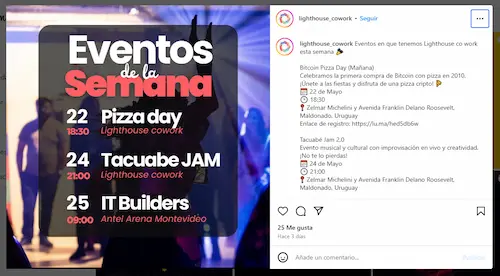 Eventos
de la
Semana
22 Pizza day
18:30 Lighthouse cowork
24 Tacuabe JAM
21:00 Lighthouse cowork
25 IT Builders
09:00 Antel Arena Montevideo
lighthouse_cowork • Seguir
lighthouse_cowork Eventos en que tenemos Lighthouse co work
esta semana 🎉
Bitcoin Pizza Day (Mañana)
Celebramos la primera compra de Bitcoin con pizza en 2010.
¡Únete a las fiestas y disfruta de una pizza cripto! 🍕
📅 22 de Mayo
🕡 18:30
📍 Zelmar Michelini y Avenida Franklin Delano Roosevelt,
Maldonado, Uruguay
Enlace de registro: https://lu.ma/hed5db6w
Tacuabé Jam 2.0
Evento musical y cultural con improvisación en vivo y creatividad.
¡No te lo pierdas!
📅 24 de Mayo
🕘 21:00
📍 Zelmar Michelini y Avenida Franklin Delano Roosevelt,
Maldonado, Uruguay
25 Me gusta
Hace 3 días
Añade un comentario...